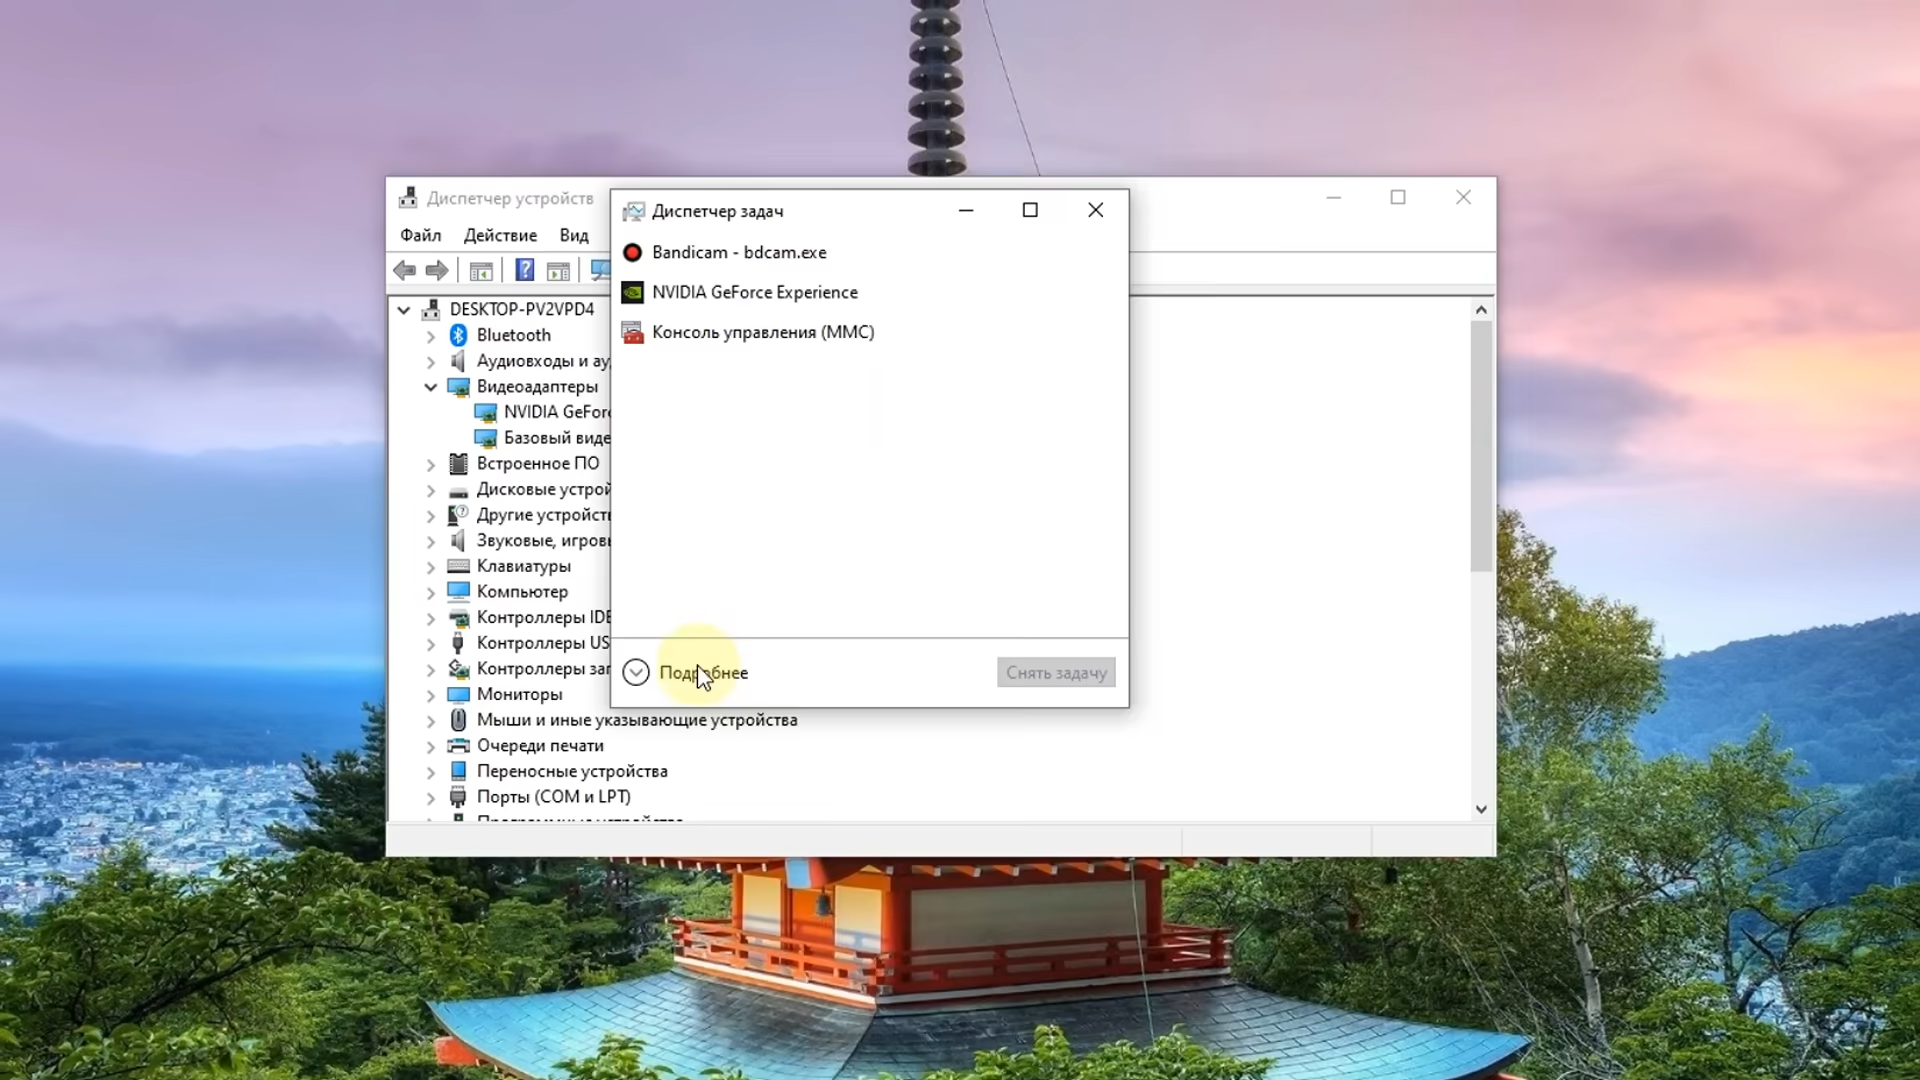 Диспетчер устройств
Файл Действие Вид
DESKTOP-PV2VPD4
Bluetooth
Аудиовходы и ау
Видеоадаптеры
NVIDIA GeForc
Базовый виде
Встроенное ПО
Дисковые устрой
Другие устройст
Звуковые, игров
Клавиатуры
Компьютер
Контроллеры IDE
Контроллеры US
Контроллеры зап
Мониторы
Мыши и иные указывающие устройства
Очереди печати
Переносные устройства
Порты (COM и LPT)
Диспетчер задач
Bandicam - bdcam.exe
NVIDIA GeForce Experience
Консоль управления (MMC)
Подробнее
Снять задачу